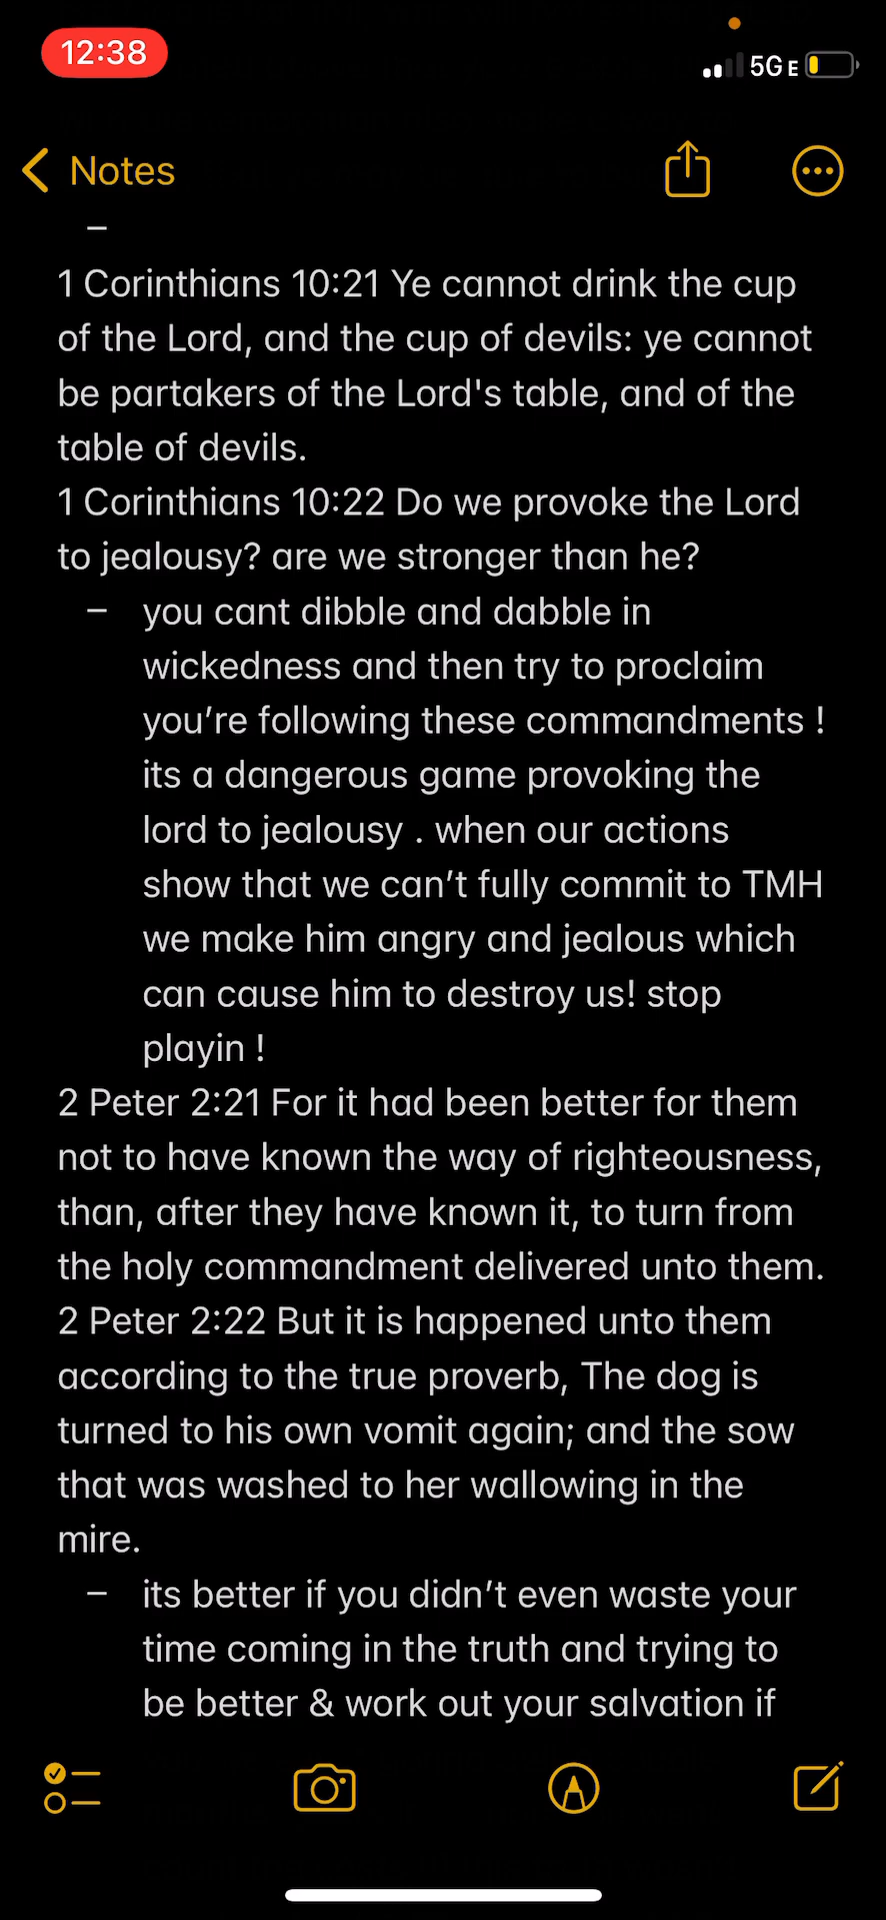 12:38
5G E
Notes
–
1 Corinthians 10:21 Ye cannot drink the cup
of the Lord, and the cup of devils: ye cannot
be partakers of the Lord's table, and of the
table of devils.
1 Corinthians 10:22 Do we provoke the Lord
to jealousy? are we stronger than he?
– you cant dibble and dabble in
wickedness and then try to proclaim
you’re following these commandments !
its a dangerous game provoking the
lord to jealousy . when our actions
show that we can’t fully commit to TMH
we make him angry and jealous which
can cause him to destroy us! stop
playin !
2 Peter 2:21 For it had been better for them
not to have known the way of righteousness,
than, after they have known it, to turn from
the holy commandment delivered unto them.
2 Peter 2:22 But it is happened unto them
according to the true proverb, The dog is
turned to his own vomit again; and the sow
that was washed to her wallowing in the
mire.
– its better if you didn’t even waste your
time coming in the truth and trying to
be better & work out your salvation if